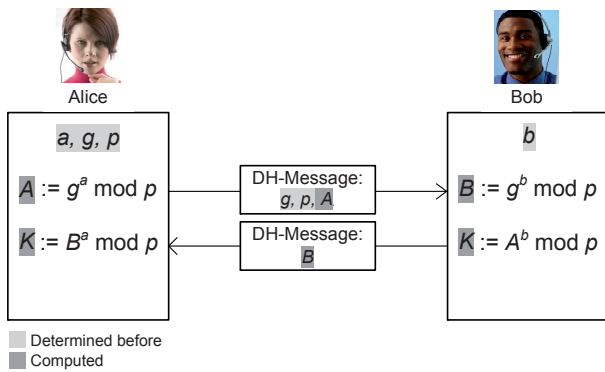 Alice
Bob
a, g, p
b
A := g^a mod p
DH-Message:
g, p, A
B := g^b mod p
K := B^a mod p
DH-Message:
B
K := A^b mod p
Determined before
Computed